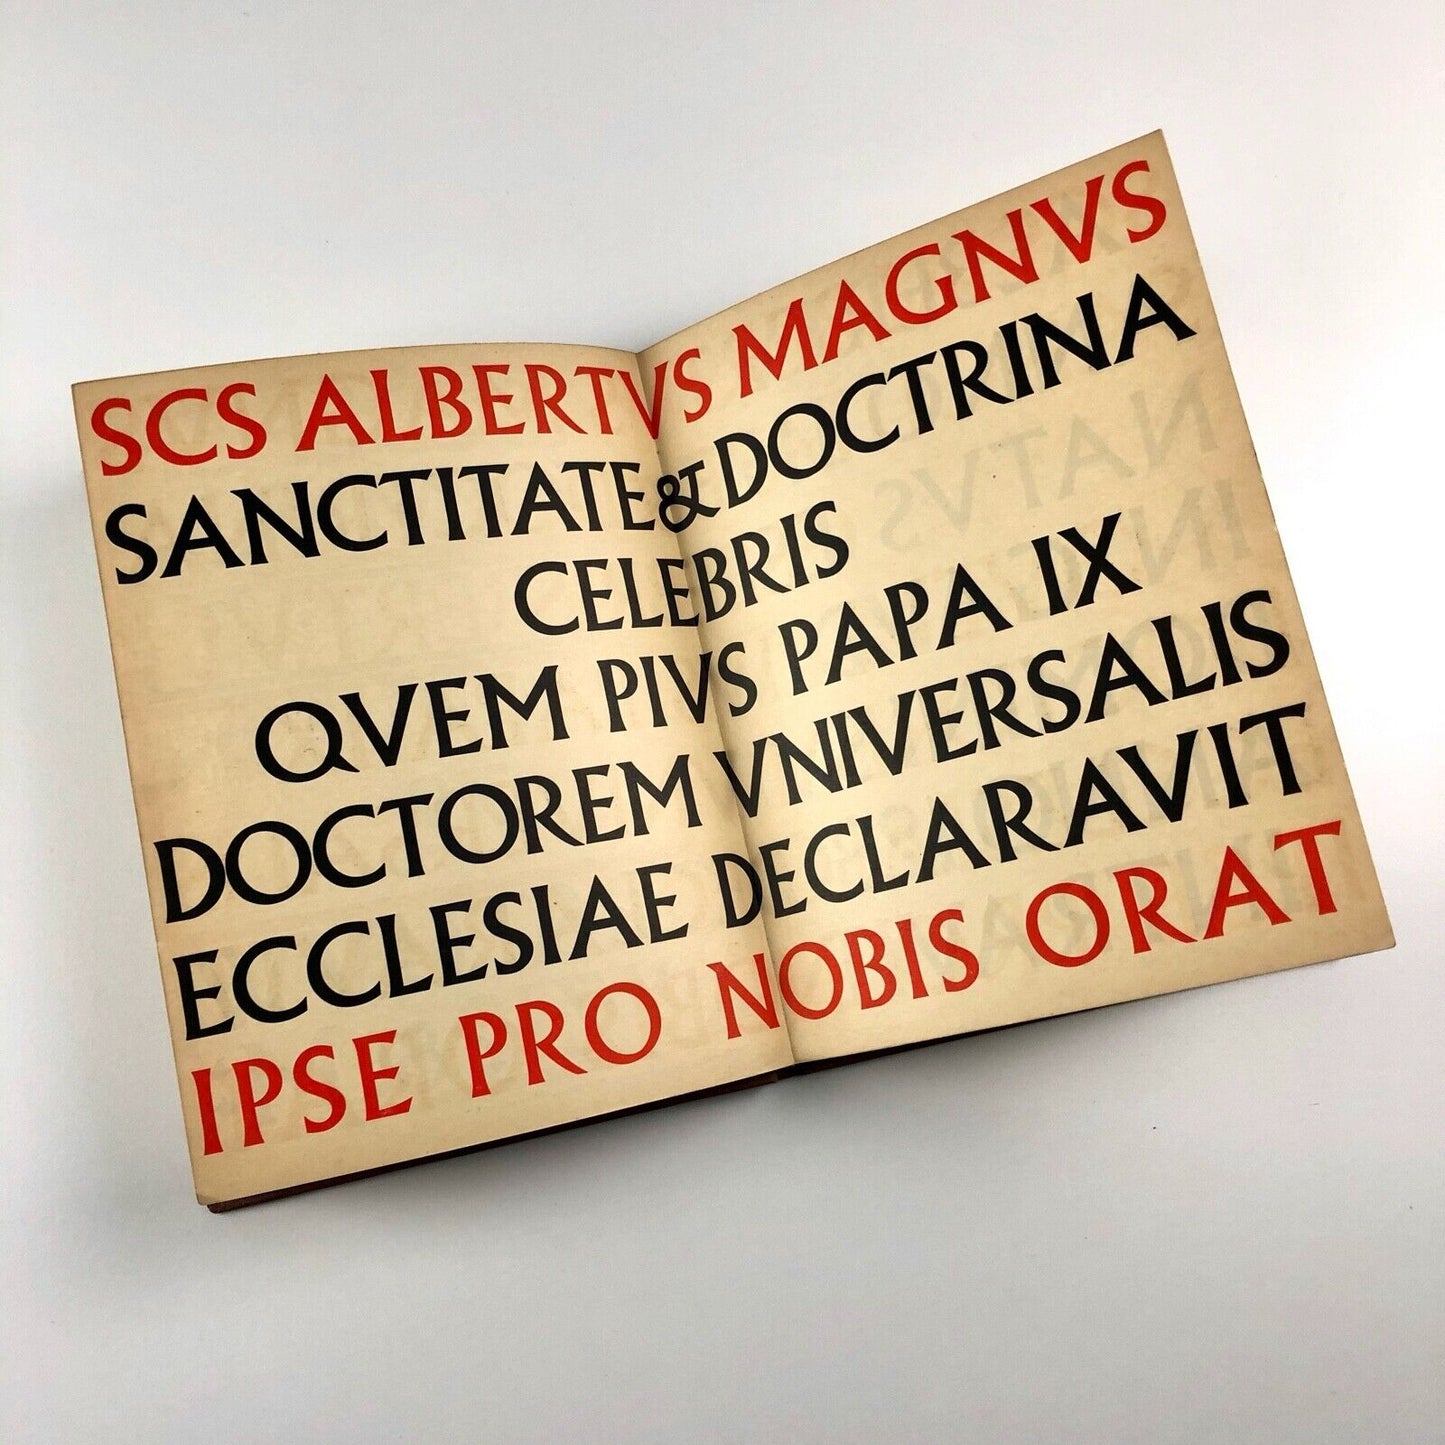 SCS ALBERTVS MAGNVS
SANCTITATE & DOCTRINA
CELEBRIS
QVEM PIVS PAPA IX
DOCTOREM VNIVERSALIS
ECCLESIAE DECLARAVIT
IPSE PRO NOBIS ORAT